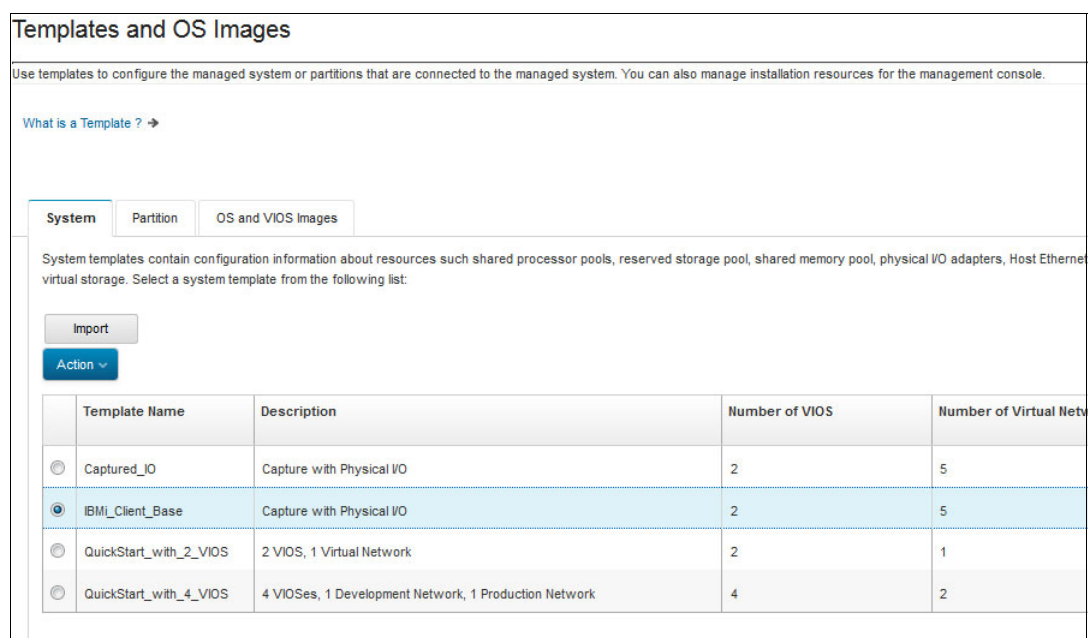 Templates and OS Images
Use templates to configure the managed system or partitions that are connected to the managed system. You can also manage installation resources for the management console.
What is a Template ? →
System Partition OS and VIOS Images
System templates contain configuration information about resources such shared processor pools, reserved storage pool, shared memory pool, physical I/O adapters, Host Ethernet
virtual storage. Select a system template from the following list:
Import
Action
Template Name Description Number of VIOS Number of Virtual Netw
Captured_IO Capture with Physical I/O 2 5
IBMi_Client_Base Capture with Physical I/O 2 5
QuickStart_with_2_VIOS 2 VIOS, 1 Virtual Network 2 1
QuickStart_with_4_VIOS 4 VIOSes, 1 Development Network, 1 Production Network 4 2